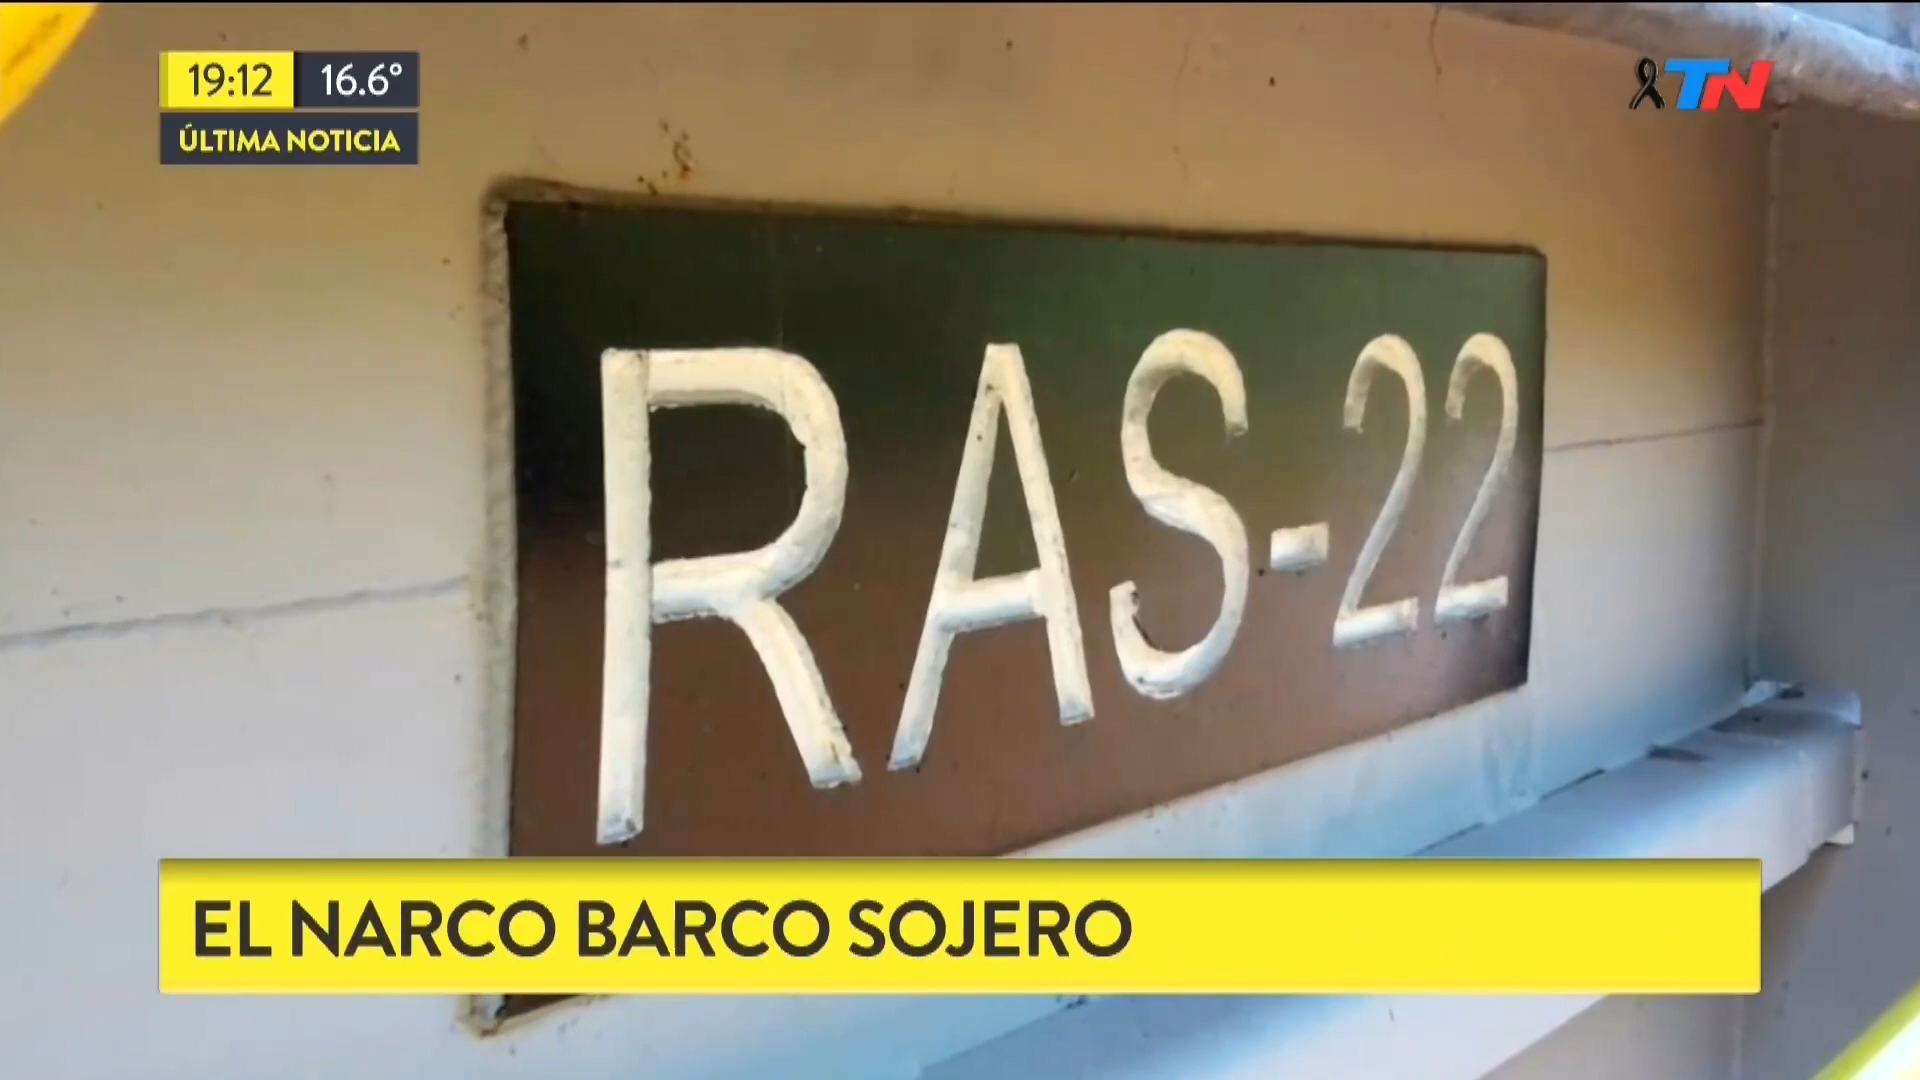 19:12 16.6°
ÚLTIMA NOTICIA
TN
RAS-22
EL NARCO BARCO SOJERO